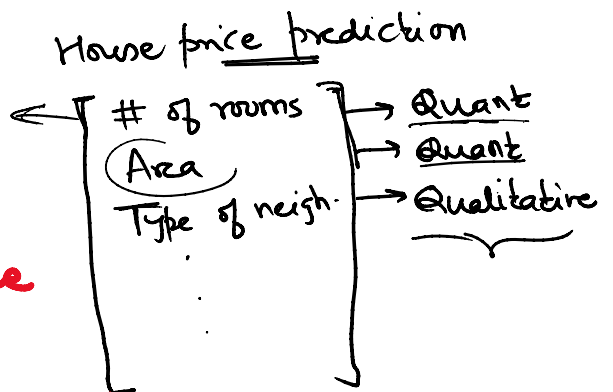 House price prediction
# of rooms → Quant
Area → Quant
Type of neigh. → Qualitative
e